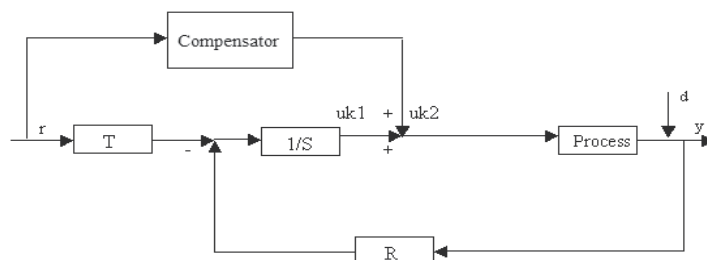 Compensator
uk1 + uk2
d
r
T
-
1/S
+
Process
y
R